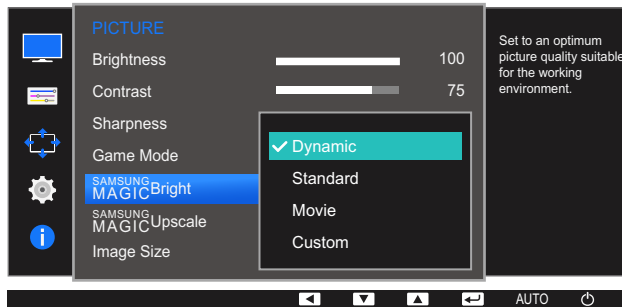 PICTURE
Brightness 100
Contrast 75
Sharpness
Game Mode
SAMSUNG
MAGICBright
SAMSUNG
MAGICUpscale
Image Size
Dynamic
Standard
Movie
Custom
Set to an optimum
picture quality suitable
for the working
environment.
AUTO